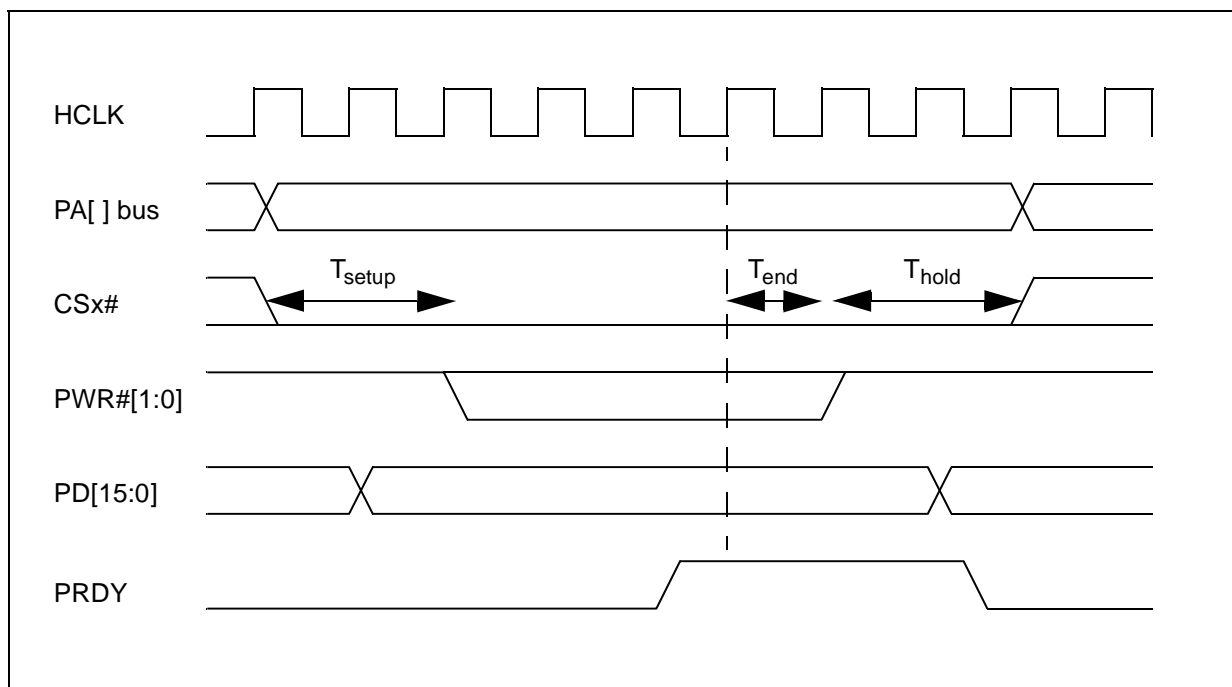 HCLK
PA[ ] bus
CSx#
Tsetup
Tend
Thold
PWR#[1:0]
PD[15:0]
PRDY